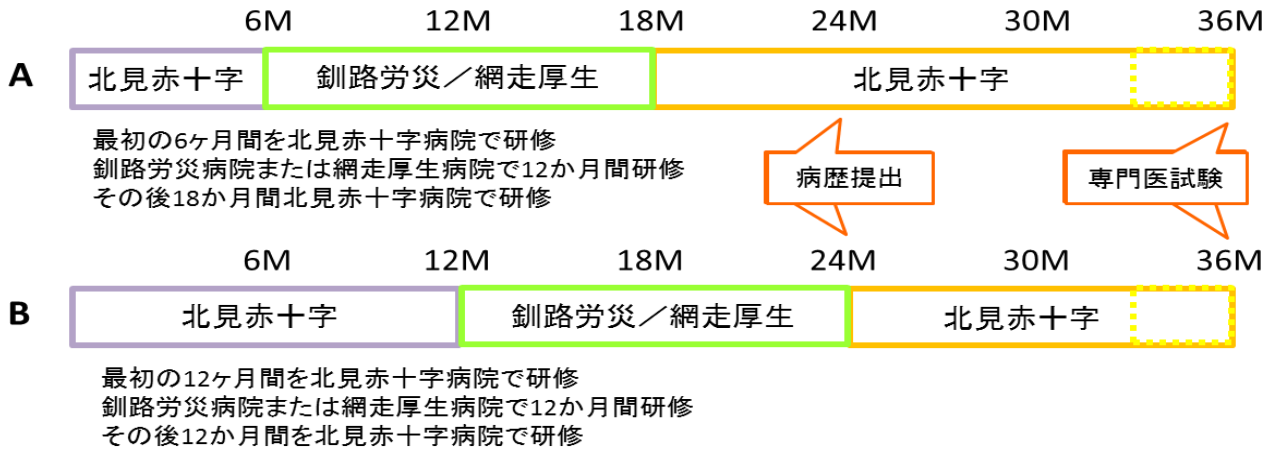 6M 12M 18M 24M 30M 36M
A 北見赤十字 釧路労災／網走厚生 北見赤十字
最初の6ヶ月間を北見赤十字病院で研修
釧路労災病院または網走厚生病院で12か月間研修
その後18か月間北見赤十字病院で研修
病歴提出 専門医試験
6M 12M 18M 24M 30M 36M
B 北見赤十字 釧路労災／網走厚生 北見赤十字
最初の12ヶ月間を北見赤十字病院で研修
釧路労災病院または網走厚生病院で12か月間研修
その後12か月間を北見赤十字病院で研修